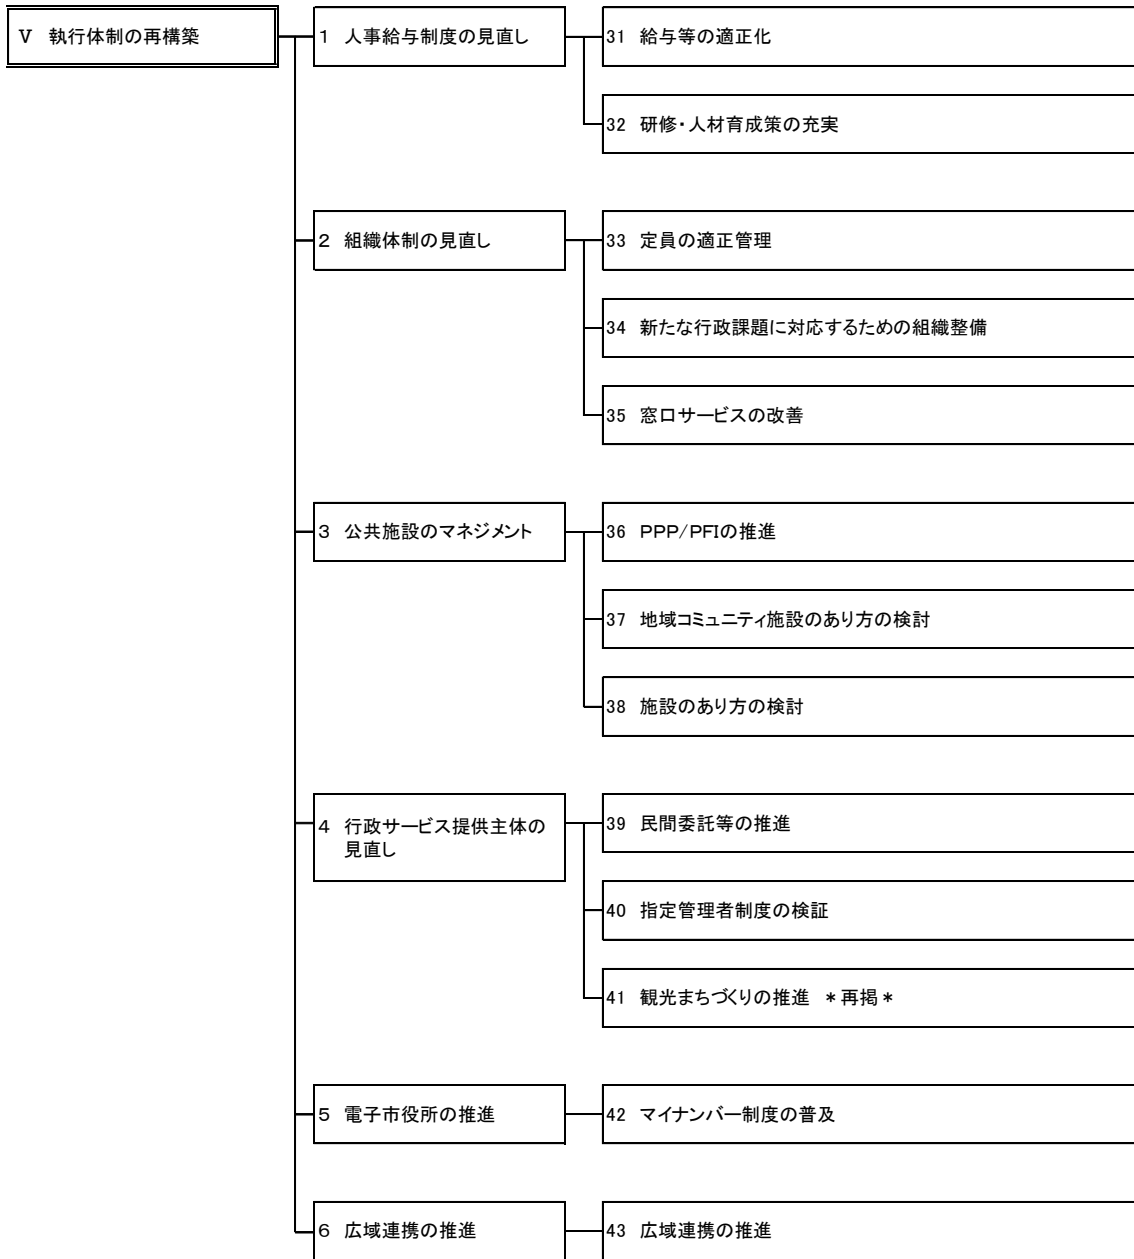 Ⅴ 執行体制の再構築
1 人事給与制度の見直し
31 給与等の適正化
32 研修・人材育成策の充実
2 組織体制の見直し
33 定員の適正管理
34 新たな行政課題に対応するための組織整備
35 窓口サービスの改善
3 公共施設のマネジメント
36 PPP/PFIの推進
37 地域コミュニティ施設のあり方の検討
38 施設のあり方の検討
4 行政サービス提供主体の
見直し
39 民間委託等の推進
40 指定管理者制度の検証
41 観光まちづくりの推進 *再掲*
5 電子市役所の推進
42 マイナンバー制度の普及
6 広域連携の推進
43 広域連携の推進